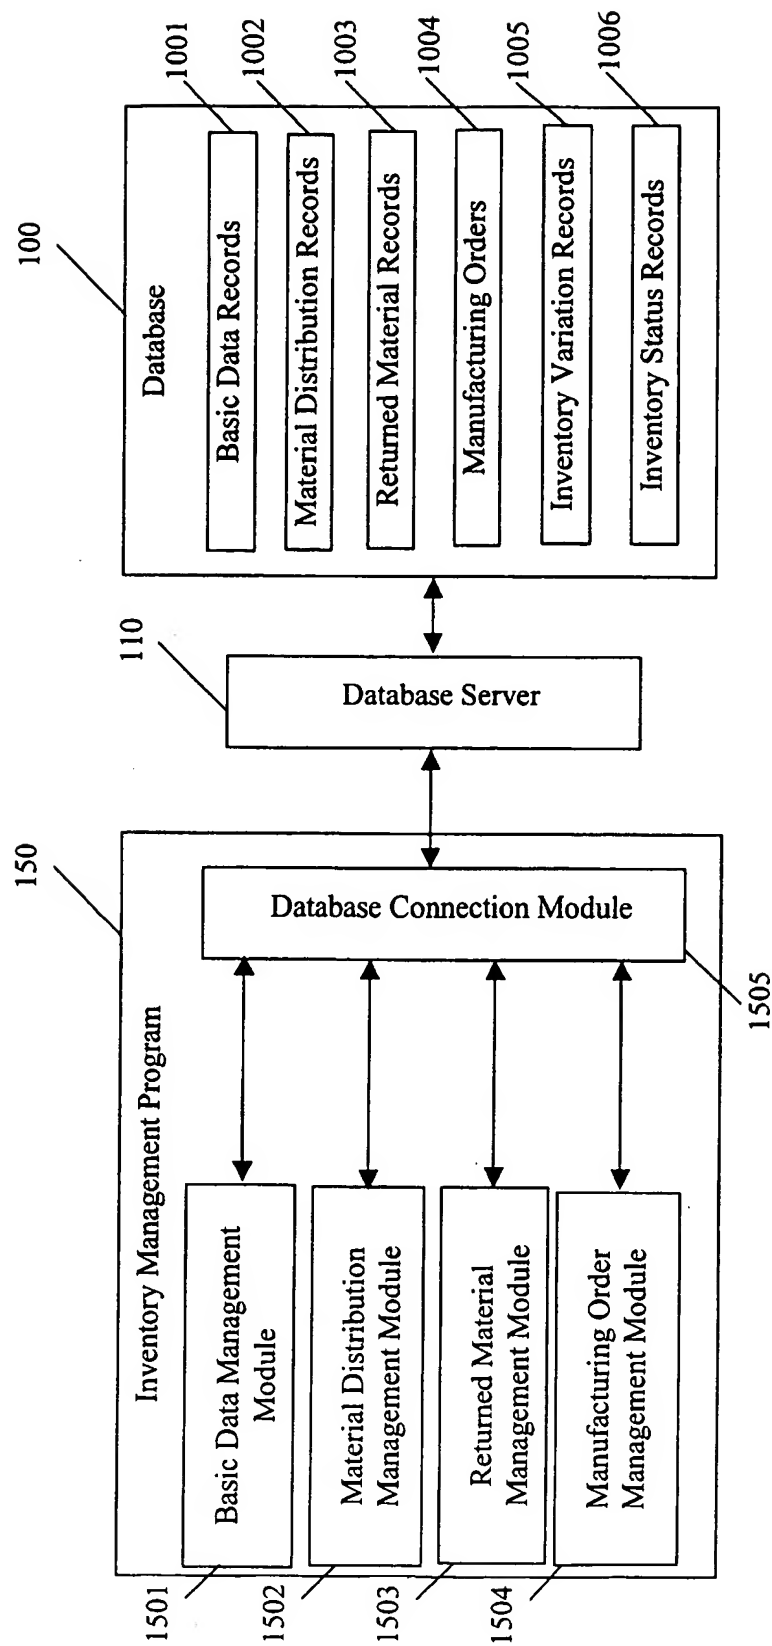 150
Inventory Management Program
1501
Basic Data Management
Module
1502
Material Distribution
Management Module
1503
Returned Material
Management Module
1504
Manufacturing Order
Management Module
Database Connection Module
1505
110
Database Server
100
Database
Basic Data Records
1001
Material Distribution Records
1002
Returned Material Records
1003
Manufacturing Orders
1004
Inventory Variation Records
1005
Inventory Status Records
1006